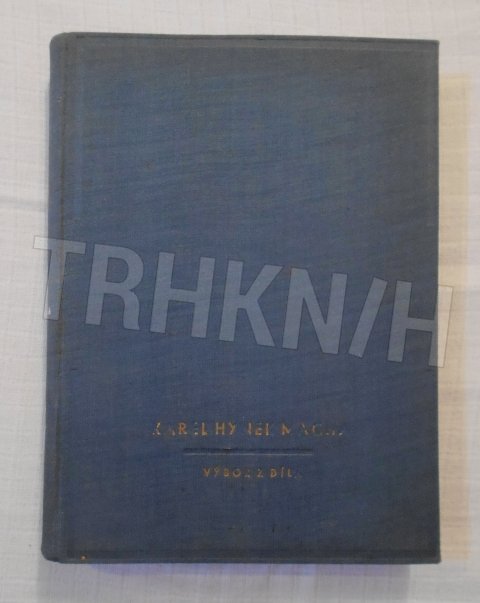 TRHKNIH
KAREL HYNEK MÁCHA
VÝBOR Z DÍLA